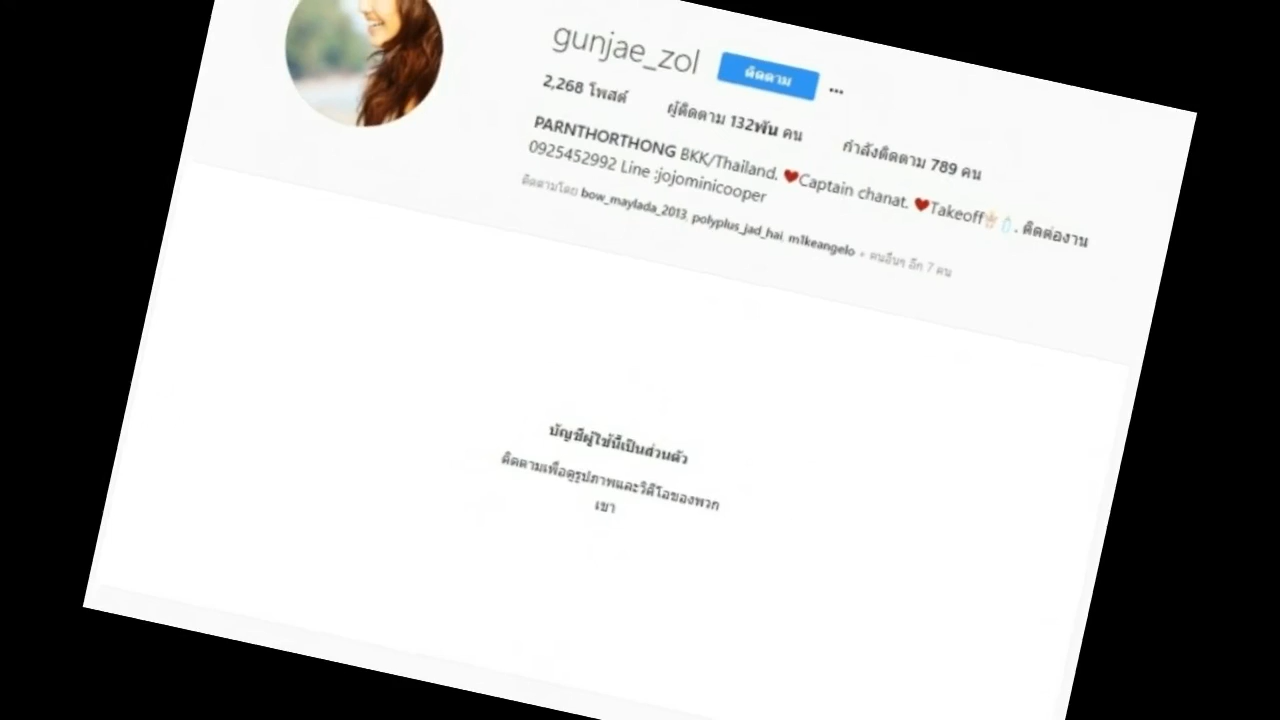 gunjae_zol ติดตาม ...
2,268 โพสต์ ผู้ติดตาม 132พัน คน กำลังติดตาม 789 คน
PARNTHORTHONG BKK/Thailand. ❤Captain chanat. ❤Takeoff . ติดต่องาน
0925452992 Line :jojominicooper
ติดตามโดย bow_maylada_2013, polyplus_jad_hai, m1keangelo + คนอื่นๆ อีก 7 คน
บัญชีผู้ใช้นี้เป็นส่วนตัว
ติดตามเพื่อดูรูปภาพและวิดีโอของพวก
เขา